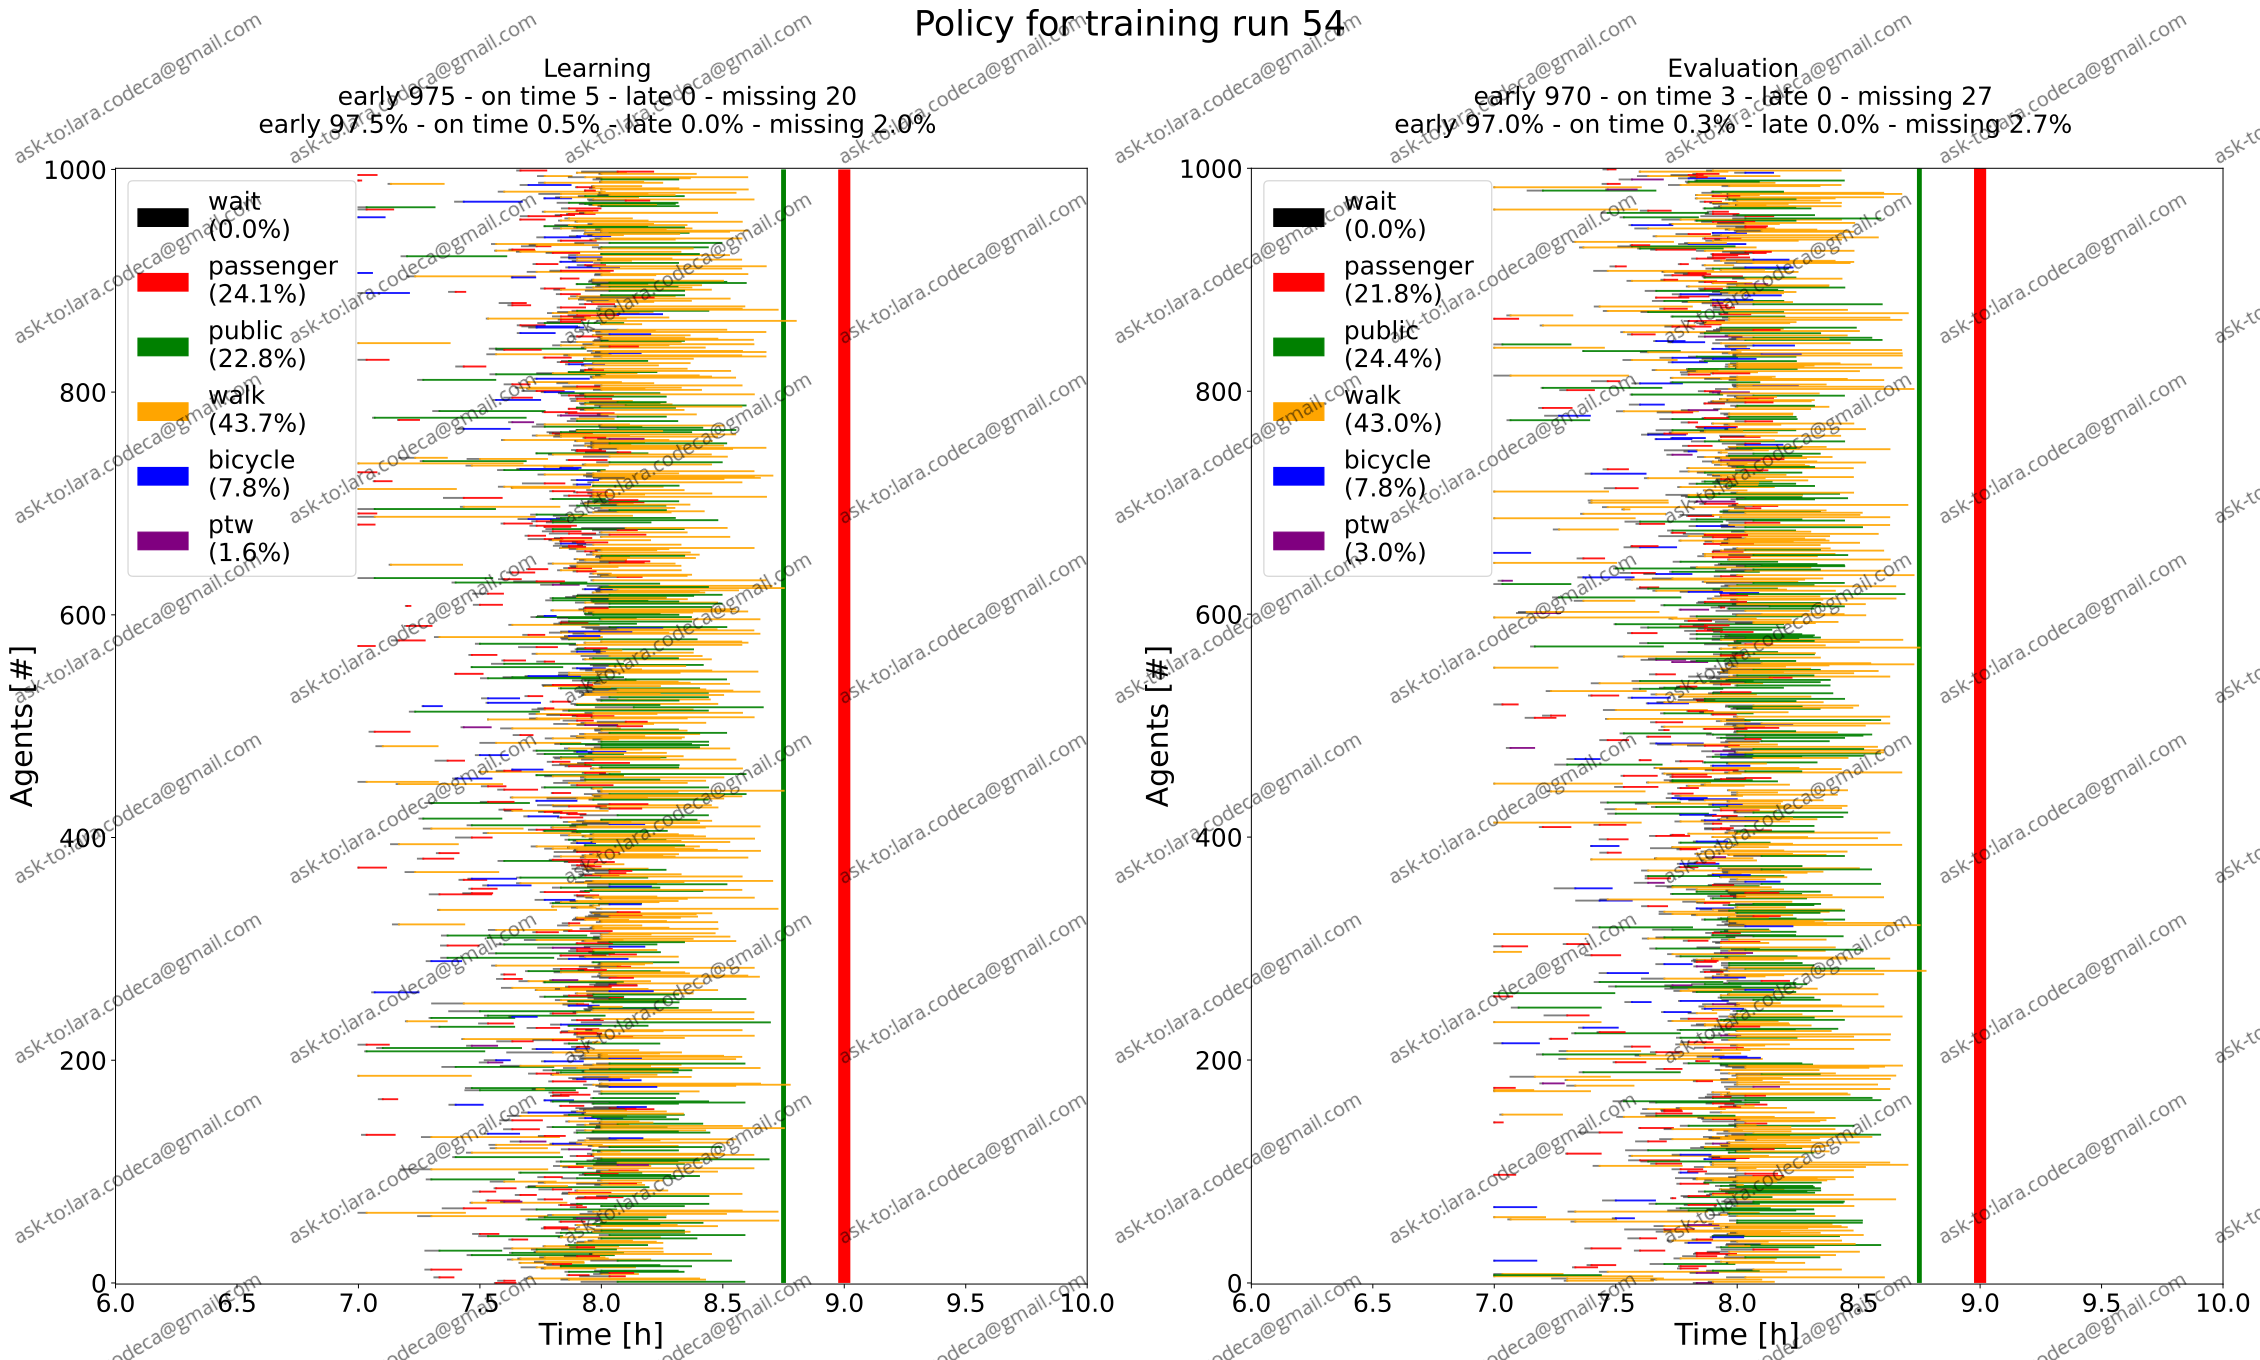 Policy for training run 54
Learning
early 975 - on time 5 - late 0 - missing 20
early 97.5% - on time 0.5% - late 0.0% - missing 2.0%
Agents [#]
1000
800
600
400
200
0
wait
(0.0%)
passenger
(24.1%)
public
(22.8%)
walk
(43.7%)
bicycle
(7.8%)
ptw
(1.6%)
6.0 6.5 7.0 7.5 8.0 8.5 9.0 9.5 10.0
Time [h]
Evaluation
early 970 - on time 3 - late 0 - missing 27
early 97.0% - on time 0.3% - late 0.0% - missing 2.7%
Agents [#]
1000
800
600
400
200
0
wait
(0.0%)
passenger
(21.8%)
public
(24.4%)
walk
(43.0%)
bicycle
(7.8%)
ptw
(3.0%)
6.0 6.5 7.0 7.5 8.0 8.5 9.0 9.5 10.0
Time [h]
ask-to:lara.codeca@gmail.com